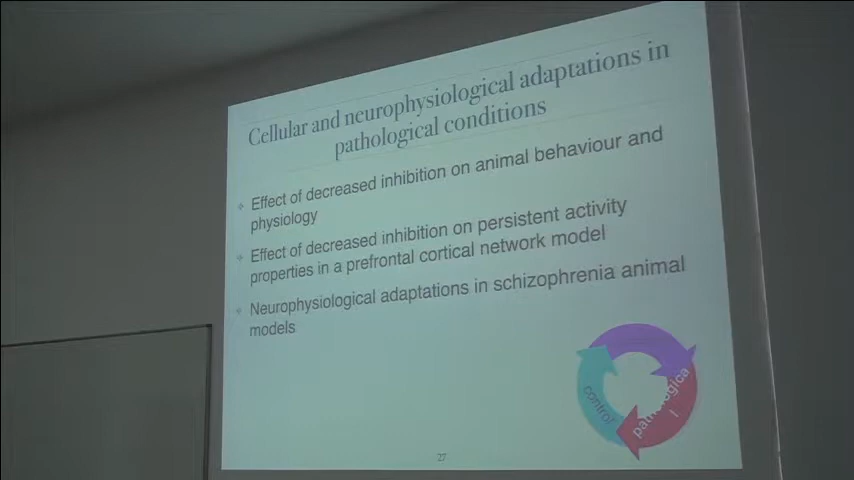 Cellular and neurophysiological adaptations in
pathological conditions
Effect of decreased inhibition on animal behaviour and
physiology
Effect of decreased inhibition on persistent activity
properties in a prefrontal cortical network model
Neurophysiological adaptations in schizophrenia animal
models
control
pathologica
l
27